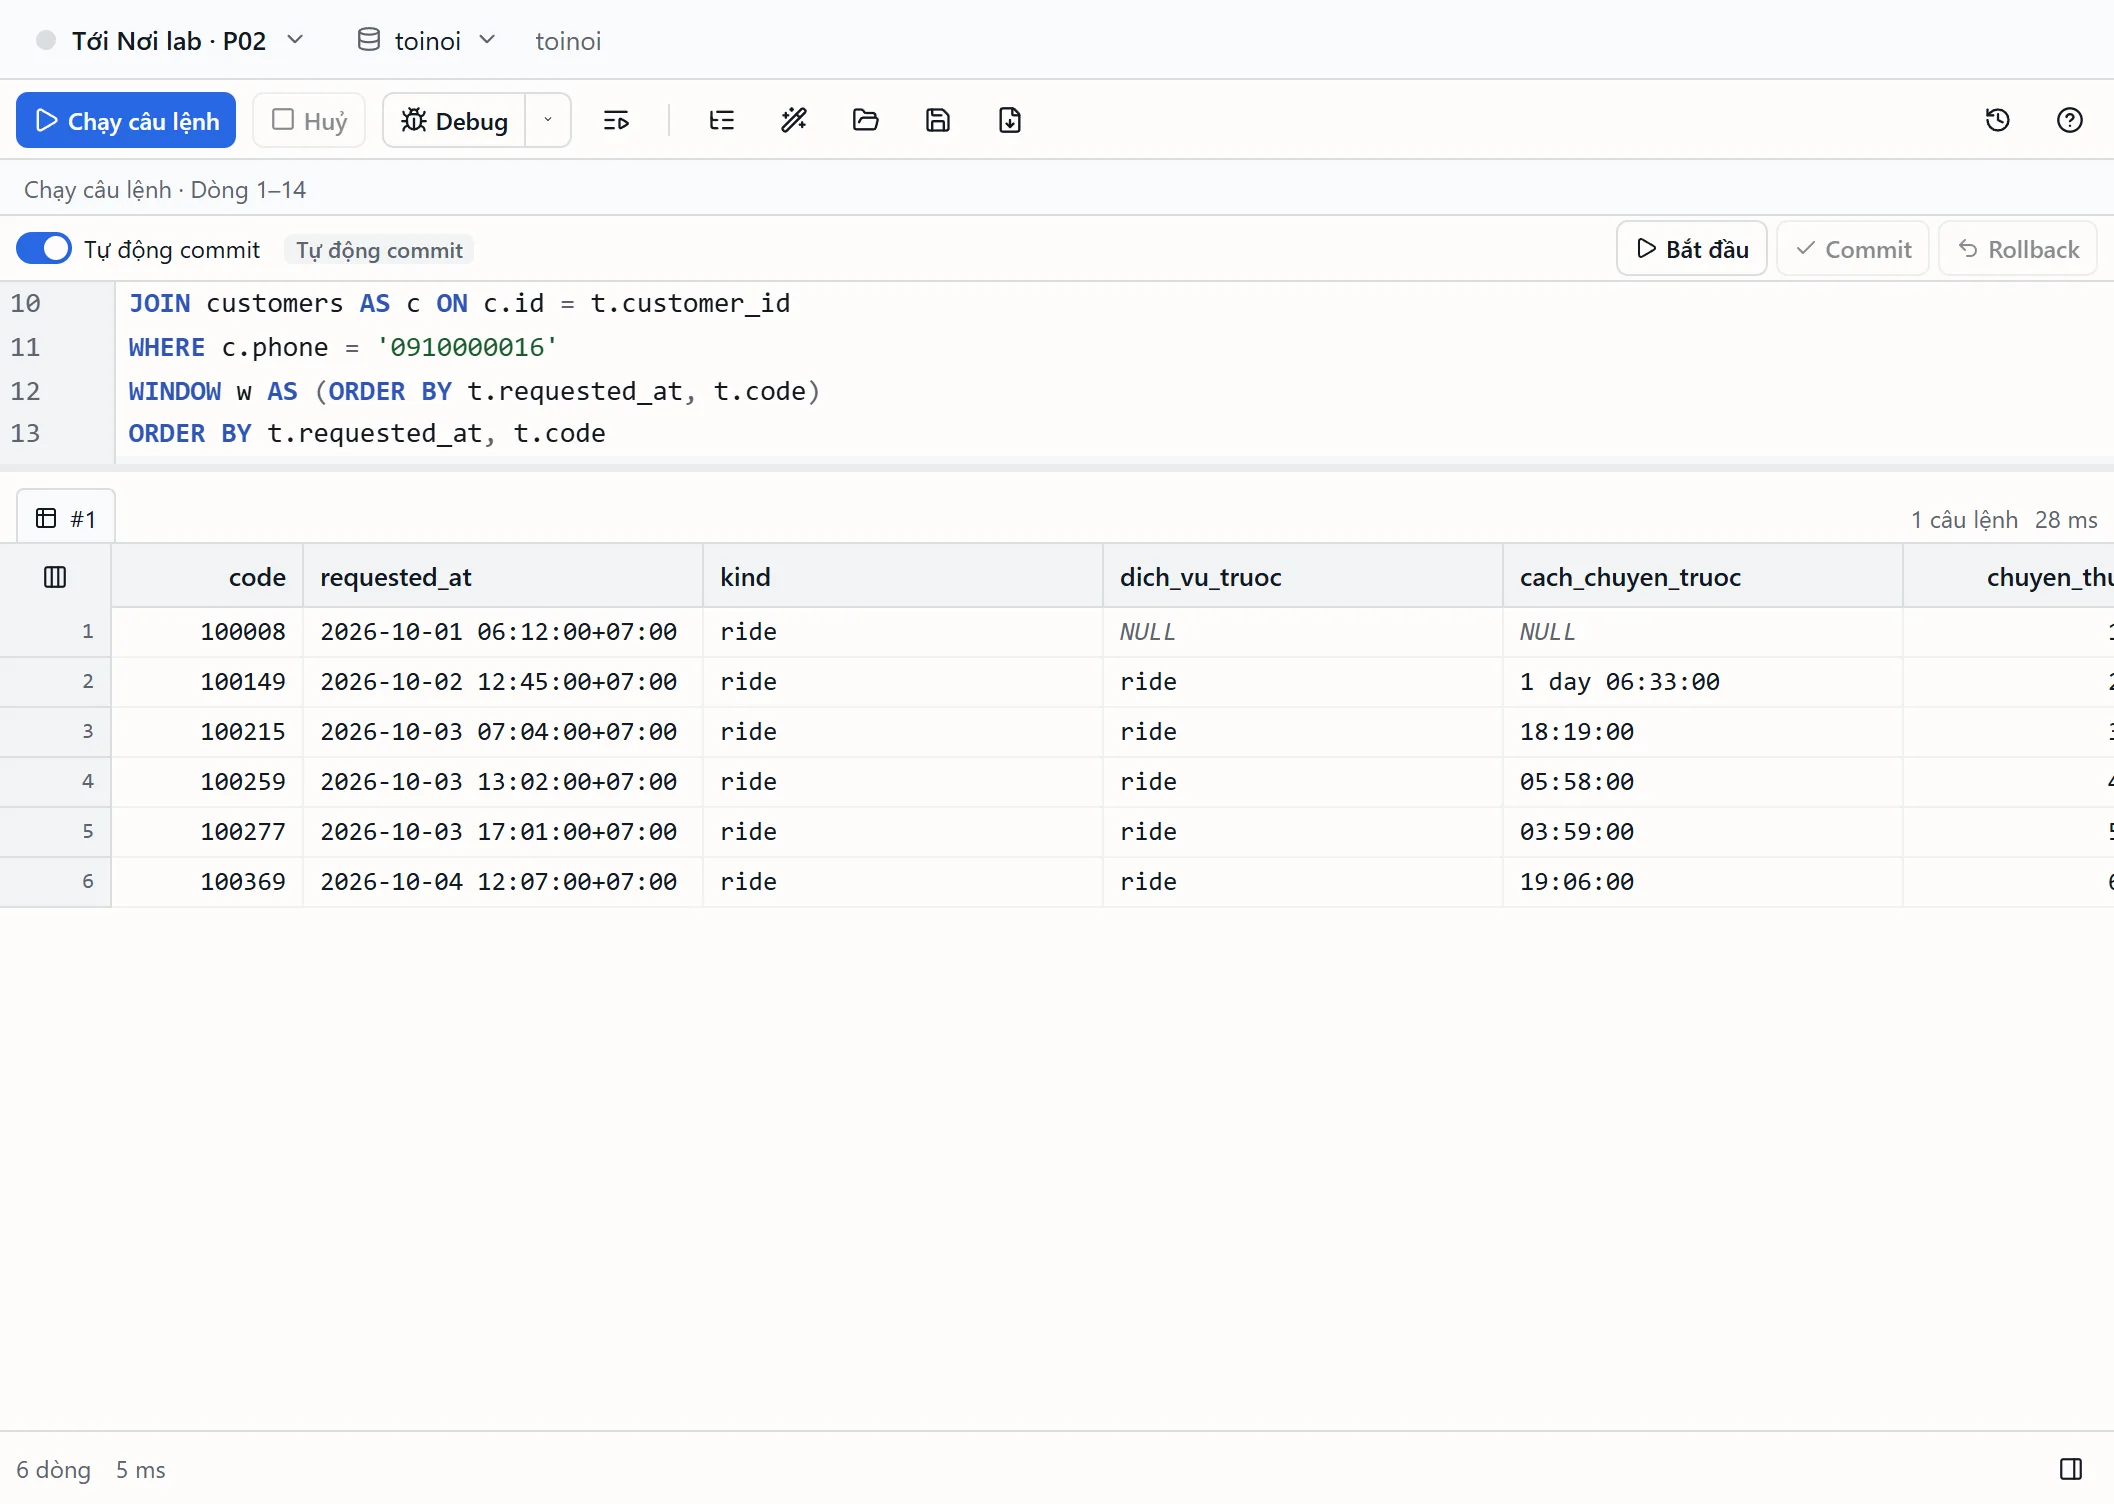 Tới Nơi lab · P02 toinoi toinoi
Chạy câu lệnh Huỷ Debug
Chạy câu lệnh · Dòng 1–14
Tự động commit Tự động commit Bắt đầu Commit Rollback
10 JOIN customers AS c ON c.id = t.customer_id
11 WHERE c.phone = '0910000016'
12 WINDOW w AS (ORDER BY t.requested_at, t.code)
13 ORDER BY t.requested_at, t.code
#1 1 câu lệnh 28 ms
code requested_at kind dich_vu_truoc cach_chuyen_truoc chuyen_thu
1 100008 2026-10-01 06:12:00+07:00 ride NULL NULL 1
2 100149 2026-10-02 12:45:00+07:00 ride ride 1 day 06:33:00 2
3 100215 2026-10-03 07:04:00+07:00 ride ride 18:19:00 3
4 100259 2026-10-03 13:02:00+07:00 ride ride 05:58:00 4
5 100277 2026-10-03 17:01:00+07:00 ride ride 03:59:00 5
6 100369 2026-10-04 12:07:00+07:00 ride ride 19:06:00 6
6 dòng 5 ms